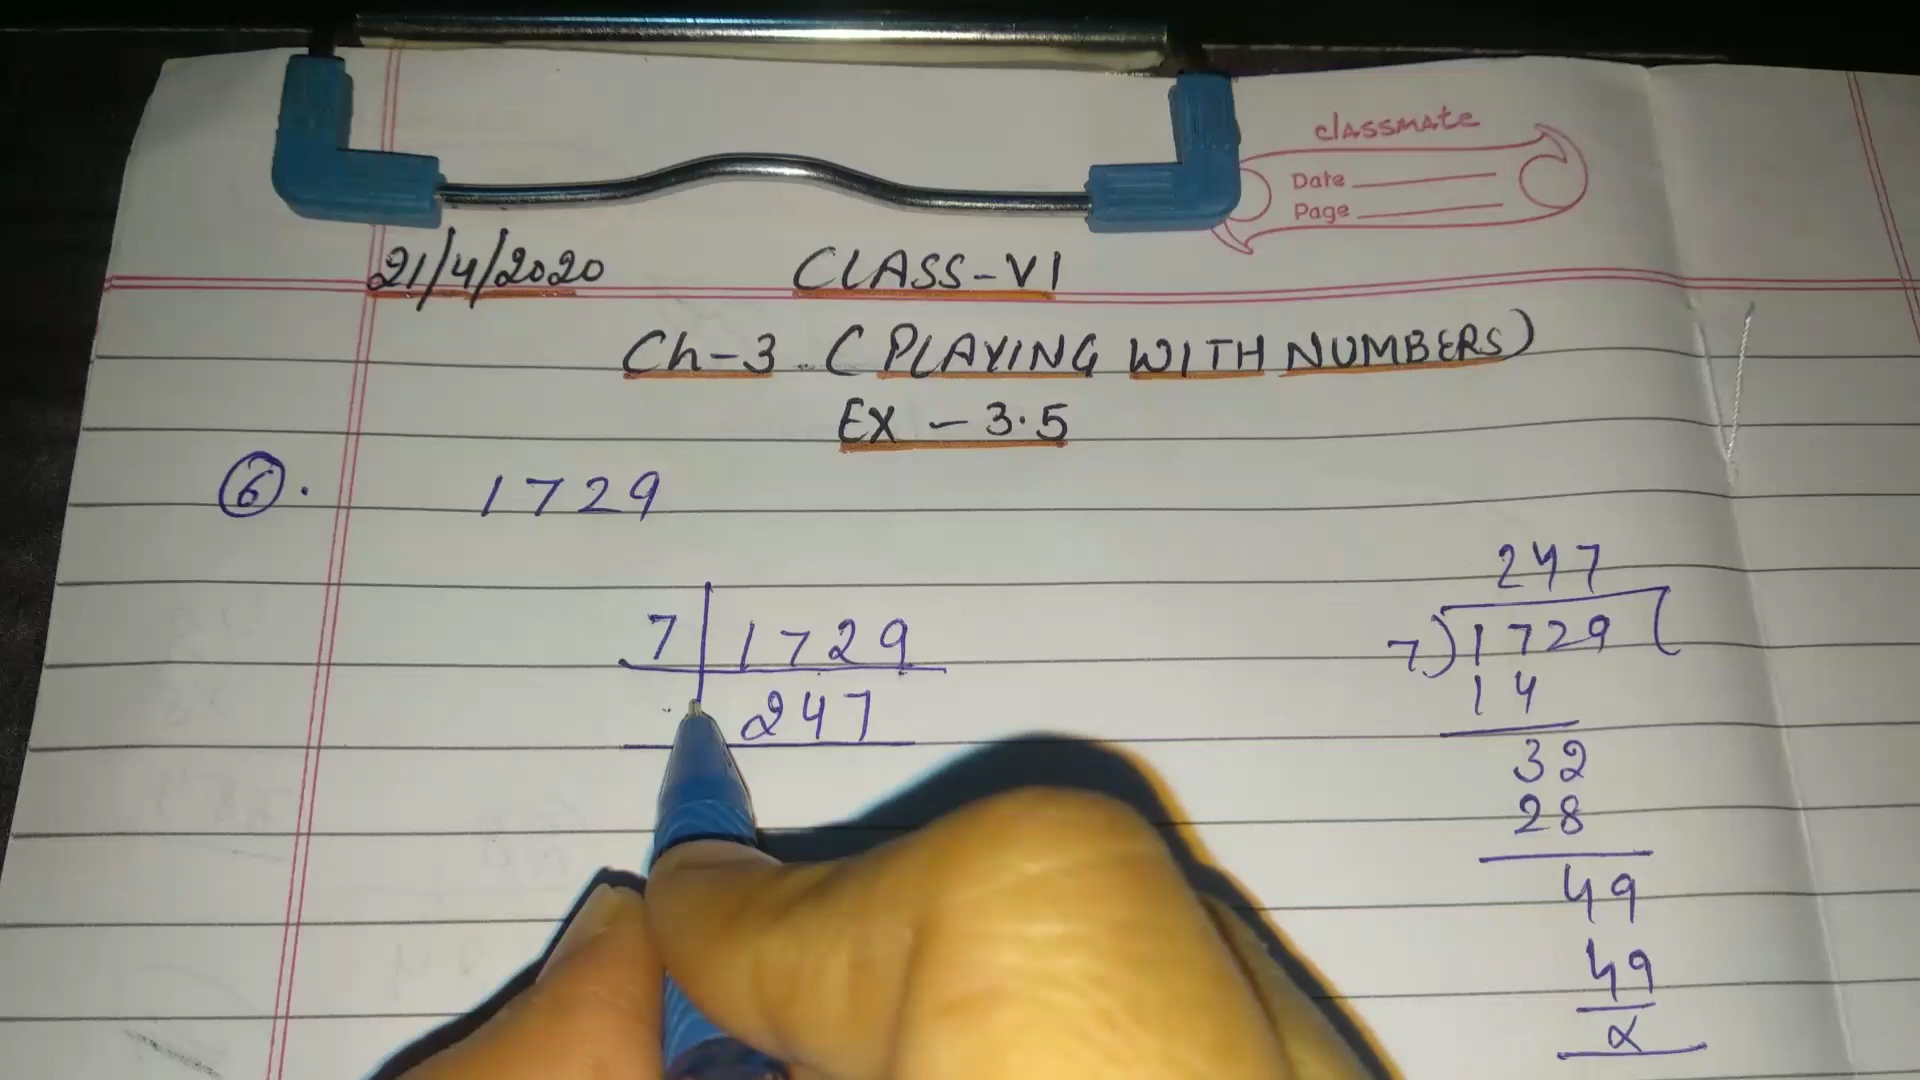 classmate
Date
Page
21/4/2020 CLASS-VI
Ch-3 (PLAYING WITH NUMBERS)
EX - 3.5
6. 1729
7 1729
247
247
7) 1729 (
14
32
28
49
49
x